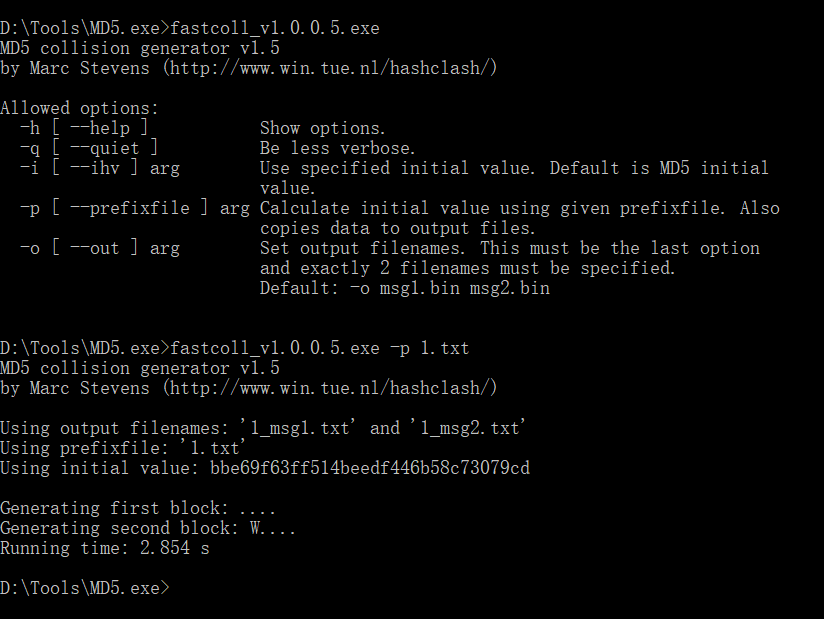 D:\Tools\MD5.exe>fastcoll_v1.0.0.5.exe
MD5 collision generator v1.5
by Marc Stevens (http://www.win.tue.nl/hashclash/)
Allowed options:
-h [ --help ] Show options.
-q [ --quiet ] Be less verbose.
-i [ --ihv ] arg Use specified initial value. Default is MD5 initial
value.
-p [ --prefixfile ] arg Calculate initial value using given prefixfile. Also
copies data to output files.
-o [ --out ] arg Set output filenames. This must be the last option
and exactly 2 filenames must be specified.
Default: -o msg1.bin msg2.bin
D:\Tools\MD5.exe>fastcoll_v1.0.0.5.exe -p 1.txt
MD5 collision generator v1.5
by Marc Stevens (http://www.win.tue.nl/hashclash/)
Using output filenames: '1_msg1.txt' and '1_msg2.txt'
Using prefixfile: '1.txt'
Using initial value: bbe69f63ff514beedf446b58c73079cd
Generating first block: ....
Generating second block: W....
Running time: 2.854 s
D:\Tools\MD5.exe>